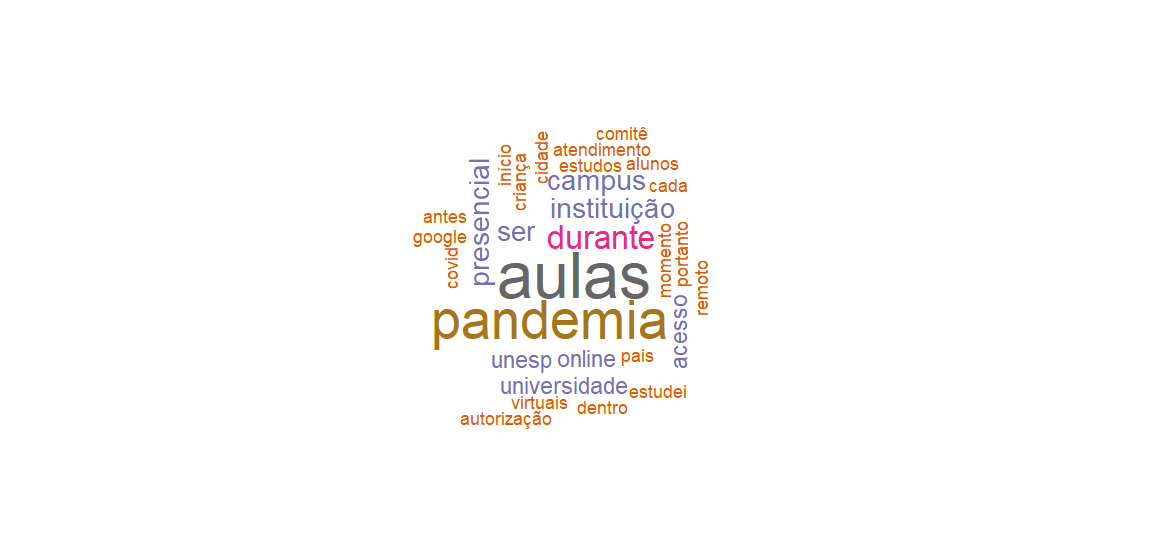 comitê
cidade
início
atendimento
criança
presencial
estudos
alunos
campus
cada
instituição
antes
ser
durante
google
covid
momento
portanto
aulas
remoto
acesso
pandemia
unesp
online
pais
universidade
estudei
virtuais
dentro
autorização